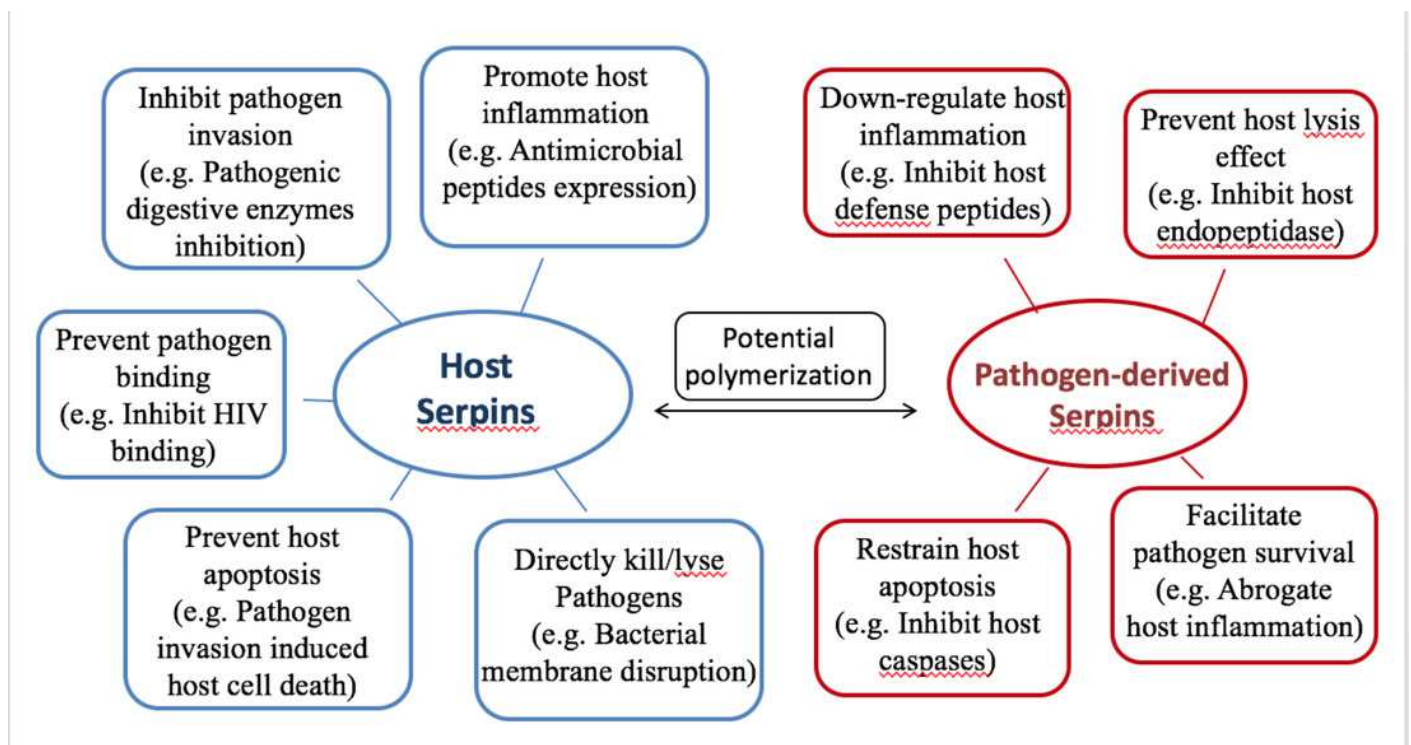 Inhibit pathogen
invasion
(e.g. Pathogenic
digestive enzymes
inhibition)
Promote host
inflammation
(e.g. Antimicrobial
peptides expression)
Down-regulate host
inflammation
(e.g. Inhibit host
defense peptides)
Prevent host lysis
effect
(e.g. Inhibit host
endopeptidase)
Prevent pathogen
binding
(e.g. Inhibit HIV
binding)
Host
Serpins
Potential
polymerization
Pathogen-derived
Serpins
Prevent host
apoptosis
(e.g. Pathogen
invasion induced
host cell death)
Directly kill/lyse
Pathogens
(e.g. Bacterial
membrane disruption)
Restrain host
apoptosis
(e.g. Inhibit host
caspases)
Facilitate
pathogen survival
(e.g. Abrogate
host inflammation)